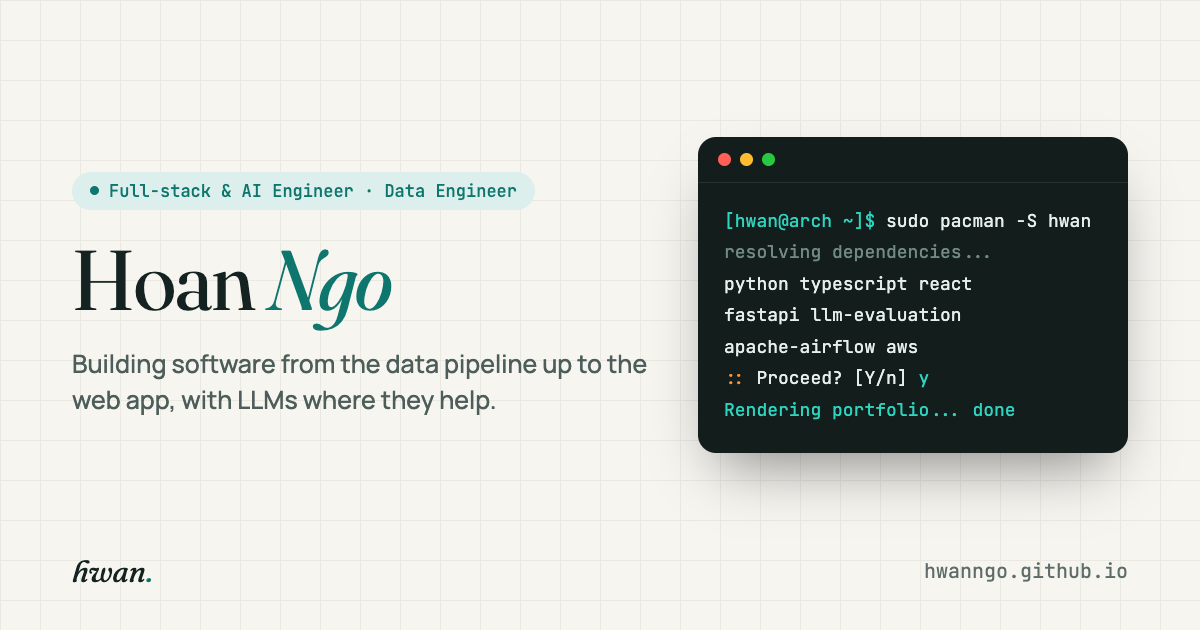 Full-stack & AI Engineer · Data Engineer
Hoan Ngo
Building software from the data pipeline up to the
web app, with LLMs where they help.
[hwan@arch ~]$ sudo pacman -S hwan
resolving dependencies...
python typescript react
fastapi llm-evaluation
apache-airflow aws
:: Proceed? [Y/n] y
Rendering portfolio... done
hwan.
hwanngo.github.io